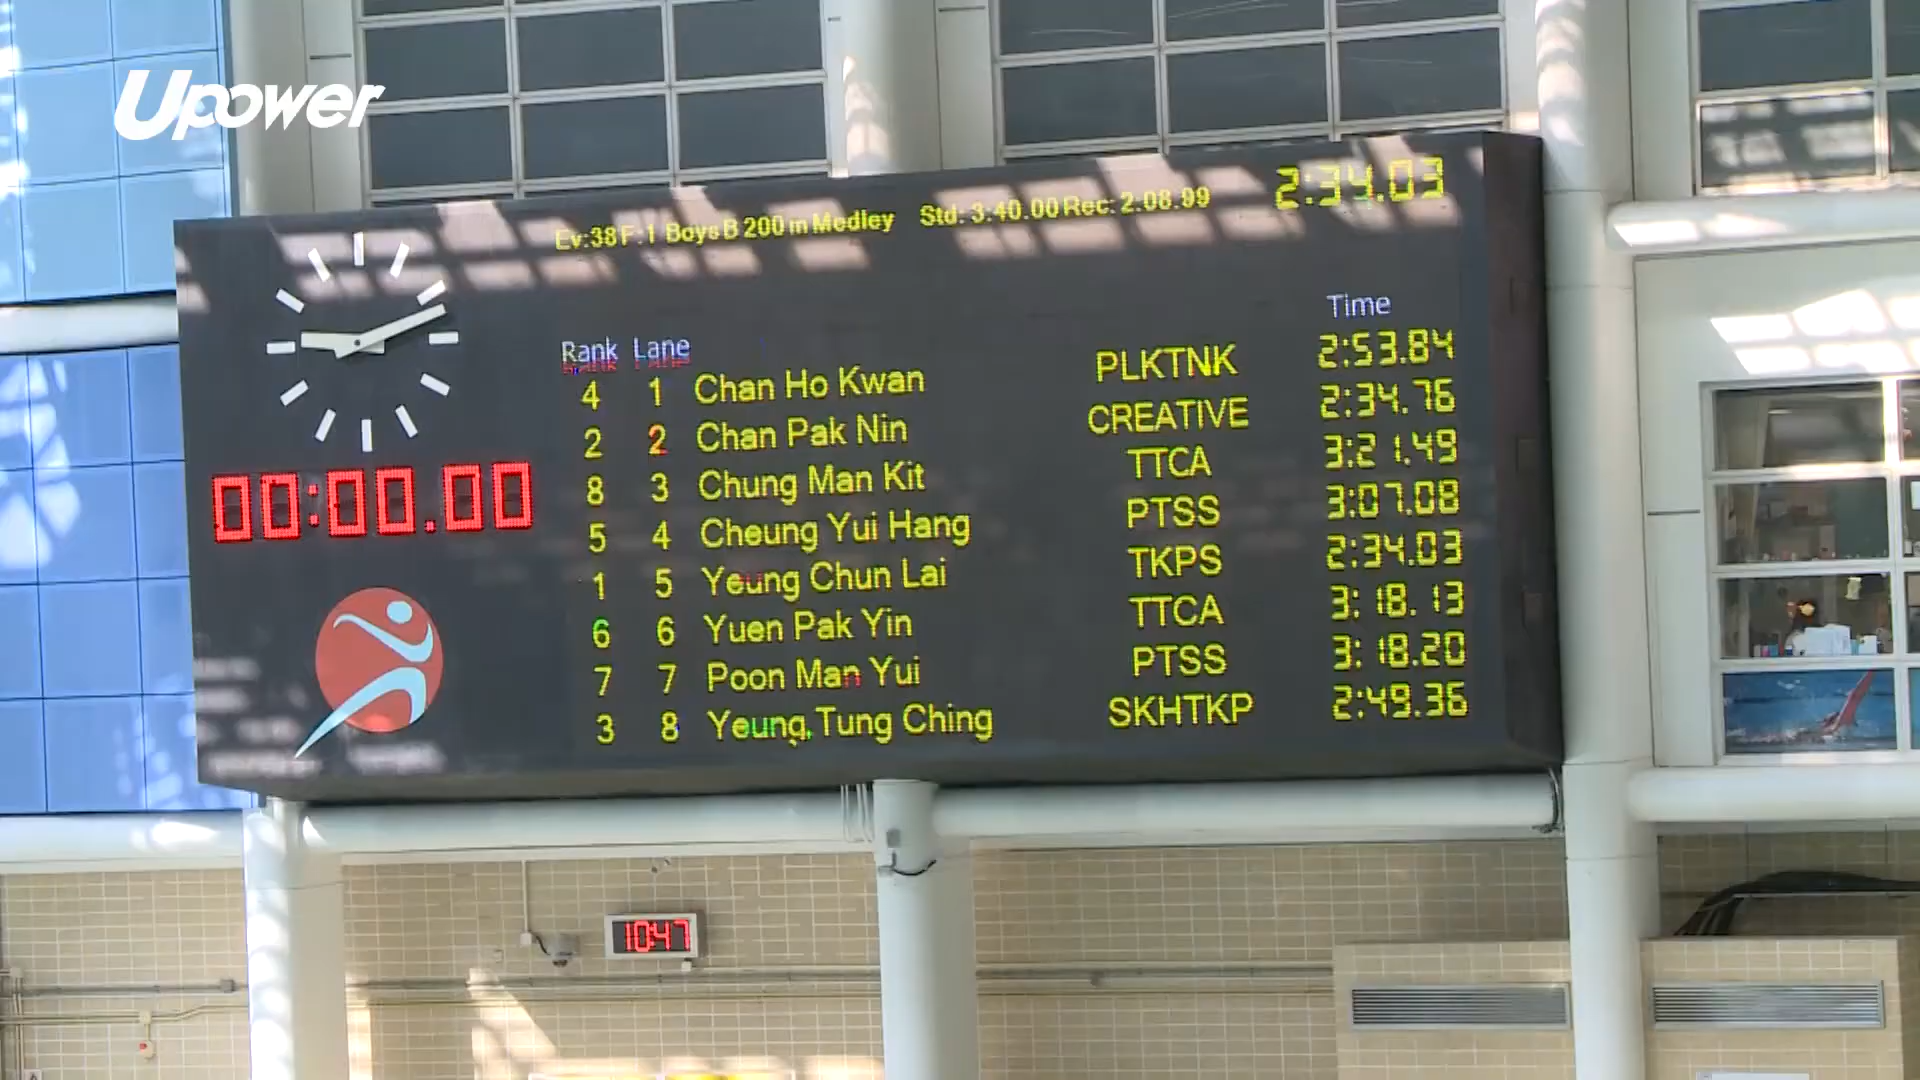 Upower
Ev:38 F:1 Boys B 200 m Medley Std: 3:40.00 Rec: 2:08.99 2:34.03
Rank Lane Time
4 1 Chan Ho Kwan PLKTNK 2:53.84
2 2 Chan Pak Nin CREATIVE 2:34.76
8 3 Chung Man Kit TTCA 3:21.49
5 4 Cheung Yui Hang PTSS 3:07.08
1 5 Yeung Chun Lai TKPS 2:34.03
6 6 Yuen Pak Yin TTCA 3:18.13
7 7 Poon Man Yui PTSS 3:18.20
3 8 Yeung Tung Ching SKHTKP 2:49.36
00:00.00
10:47